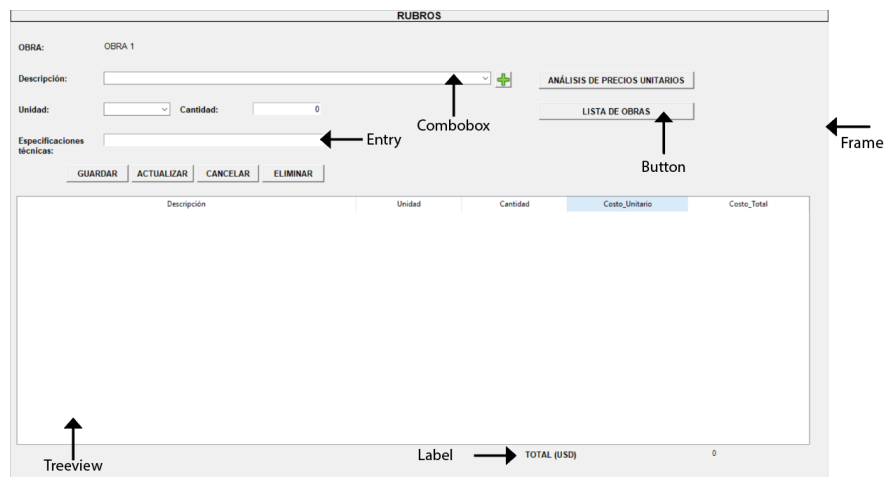 RUBROS
OBRA: OBRA 1
Descripción: ANÁLISIS DE PRECIOS UNITARIOS
Unidad: Cantidad: 0 LISTA DE OBRAS
Combobox
Frame
Especificaciones técnicas:
Entry
Button
GUARDAR ACTUALIZAR CANCELAR ELIMINAR
Descripción Unidad Cantidad Costo_Unitario Costo_Total
Label TOTAL (USD) 0
Treeview